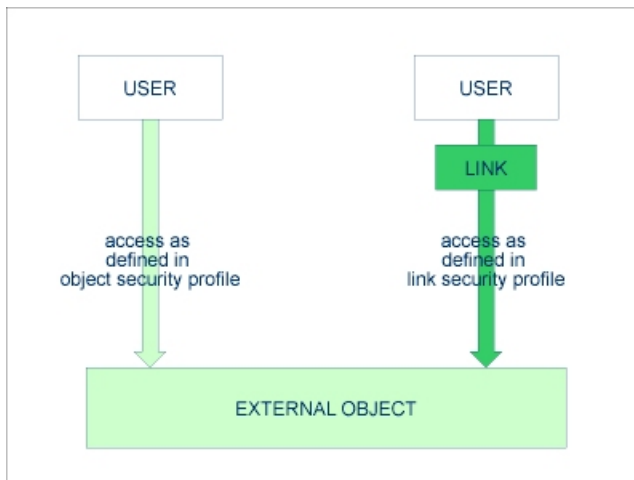 USER
USER
LINK
access as
defined in
object security profile
access as
defined in
link security profile
EXTERNAL OBJECT